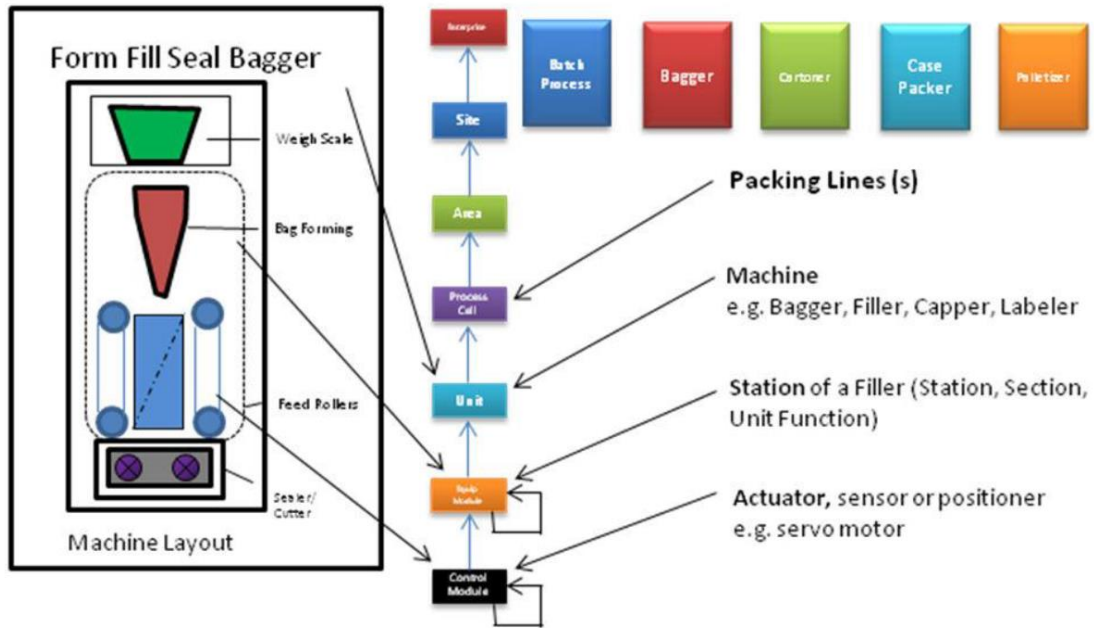 Form Fill Seal Bagger
Weigh Scale
Bag Forming
Feed Rollers
Sealer/
Cutter
Machine Layout
Enterprise
Site
Area
Process
Cell
Unit
Equip
Module
Control
Module
Batch
Process
Bagger
Cartoner
Case
Packer
Palletizer
Packing Lines (s)
Machine
e.g. Bagger, Filler, Capper, Labeler
Station of a Filler (Station, Section,
Unit Function)
Actuator, sensor or positioner
e.g. servo motor